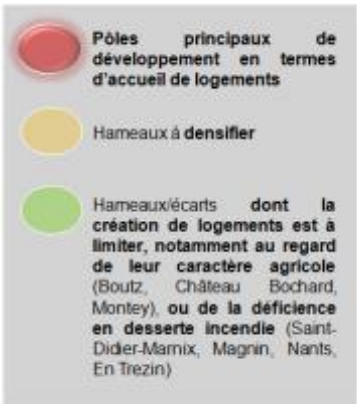 Pôles principaux de
développement en termes
d'accueil de logements
Hameaux à densifier
Hameaux/écarts dont la
création de logements est à
limiter, notamment au regard
de leur caractère agricole
(Boutz, Château Bochard,
Montey), ou de la déficience
en desserte incendie (Saint-
Didier-Marnix, Magnin, Nants,
En Trezin)